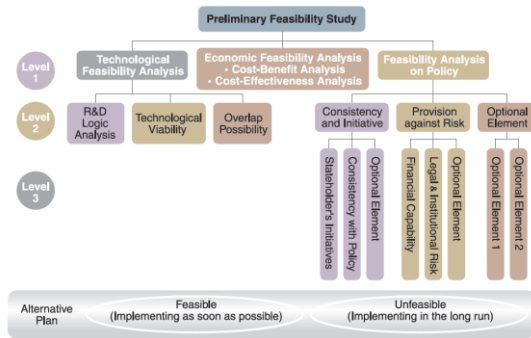 Preliminary Feasibility Study
Level
1
Technological
Feasibility Analysis
Economic Feasibility Analysis
• Cost-Benefit Analysis
• Cost-Effectiveness Analysis
Feasibility Analysis
on Policy
Level
2
R&D
Logic
Analysis
Technological
Viability
Overlap
Possibility
Consistency
and Initiative
Provision
against Risk
Optional
Element
Level
3
Stateholder's Initiatives
Consistency with Policy
Optional Element
Financial Capability
Legal & Institutional Risk
Optional Element
Optional Element 1
Optional Element 2
Alternative
Plan
Feasible
(Implementing as soon as possible)
Unfeasible
(Implementing in the long run)